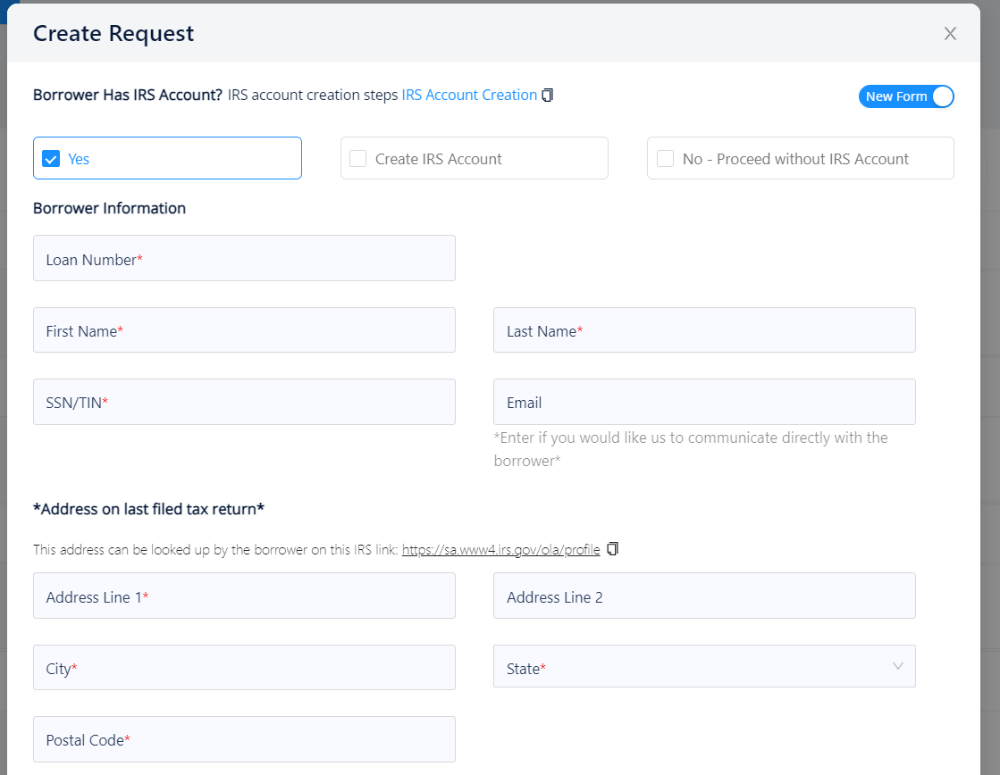 Create Request
Borrower Has IRS Account? IRS account creation steps IRS Account Creation
New Form
Yes
Create IRS Account
No - Proceed without IRS Account
Borrower Information
Loan Number*
First Name*
Last Name*
SSN/TIN*
Email
*Enter if you would like us to communicate directly with the
borrower*
*Address on last filed tax return*
This address can be looked up by the borrower on this IRS link: https://sa.www4.irs.gov/ola/profile
Address Line 1*
Address Line 2
City*
State*
Postal Code*